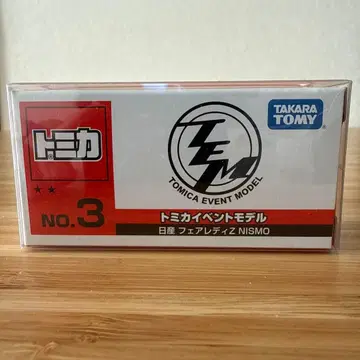 トミカ
TAKARA
TOMY
TEM
TOMICA EVENT MODEL
★★
NO.3
トミカイベントモデル
日産 フェアレディZ NISMO